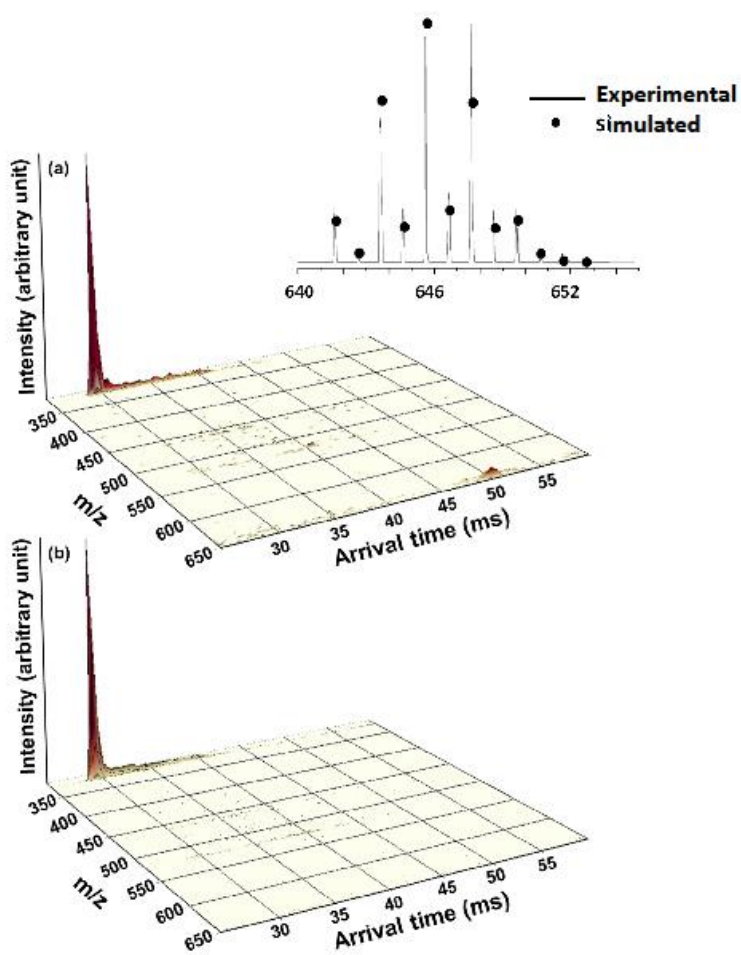 Experimental
simulated
640
646
652
(a)
Intensity (arbitrary unit)
350
400
450
500
550
600
650
m/z
30
35
40
45
50
55
Arrival time (ms)
(b)
Intensity (arbitrary unit)
350
400
450
500
550
600
650
m/z
30
35
40
45
50
55
Arrival time (ms)